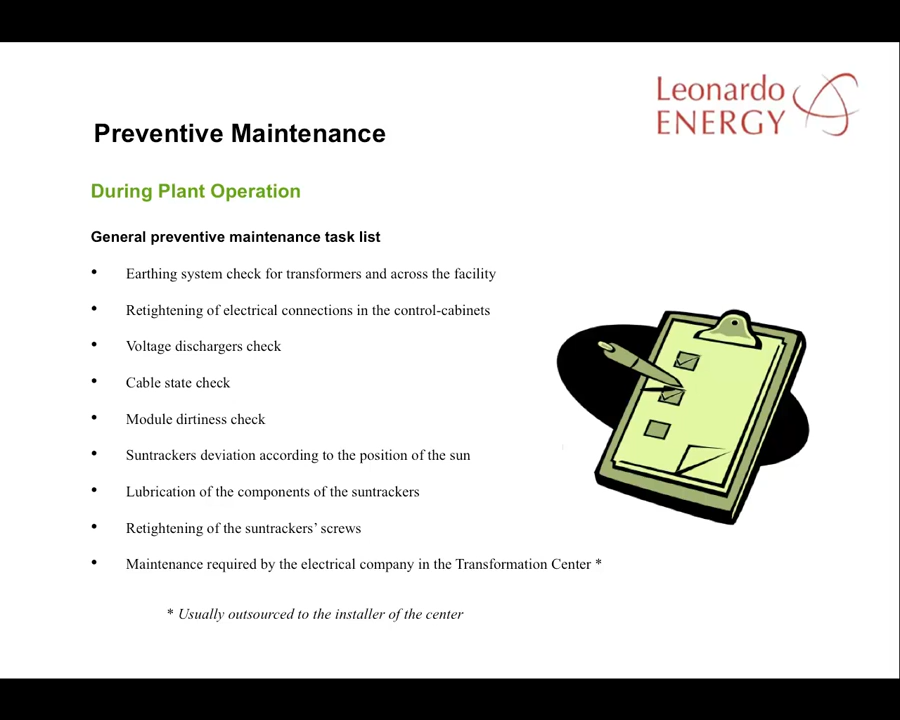 Leonardo
ENERGY
Preventive Maintenance
During Plant Operation
General preventive maintenance task list
• Earthing system check for transformers and across the facility
• Retightening of electrical connections in the control-cabinets
• Voltage dischargers check
• Cable state check
• Module dirtiness check
• Suntrackers deviation according to the position of the sun
• Lubrication of the components of the suntrackers
• Retightening of the suntrackers’ screws
• Maintenance required by the electrical company in the Transformation Center *
* Usually outsourced to the installer of the center